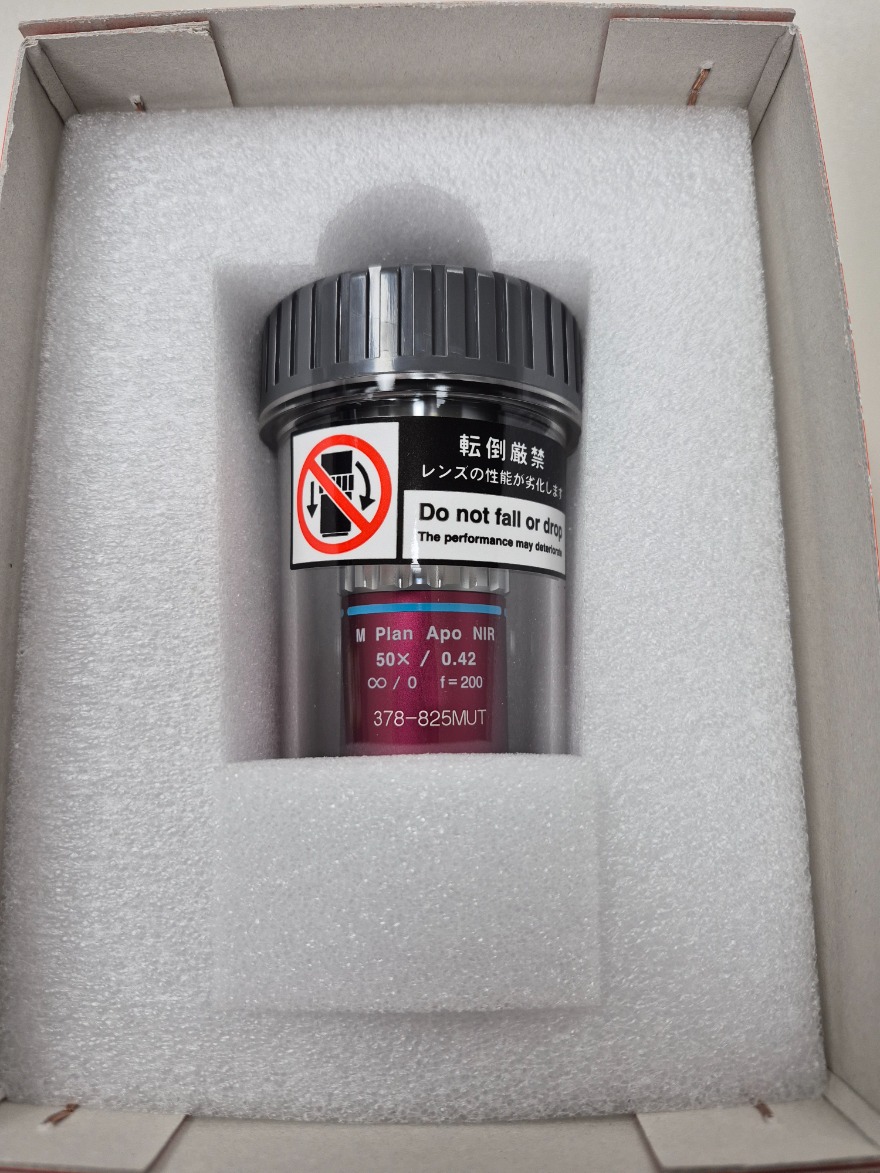 転倒厳禁
レンズの性能が劣化します
Do not fall or drop
The performance may deteriorate
M Plan Apo NIR
50× / 0.42
∞ / 0 f=200
378-825MUT